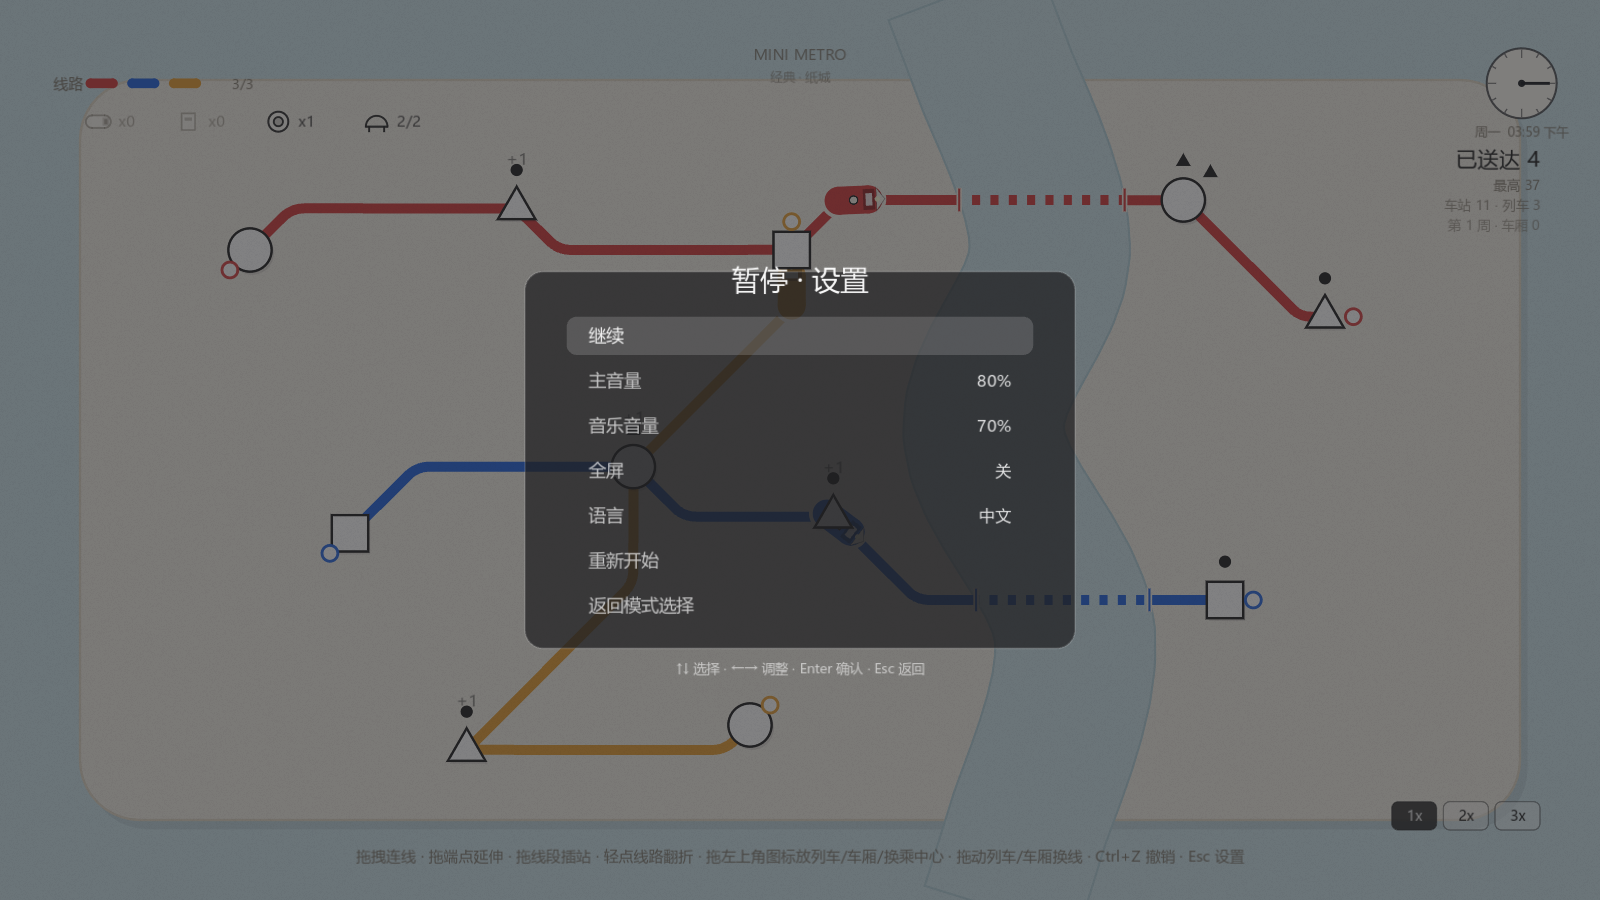 MINI METRO
经典 · 纸城
线路 3/3
x0 x0 x1 2/2
周一 03:59 下午
已送达 4
最高 37
车站 11 · 列车 3
第 1 周 · 车厢 0
+1
+1
+1
暂停 · 设置
继续
主音量 80%
音乐音量 70%
全屏 关
语言 中文
重新开始
返回模式选择
↑↓ 选择 · ←→ 调整 · Enter 确认 · Esc 返回
1x 2x 3x
拖拽连线 · 拖端点延伸 · 拖线段插站 · 轻点线路翻折 · 拖左上角图标放列车/车厢/换乘中心 · 拖动列车/车厢换线 · Ctrl+Z 撤销 · Esc 设置